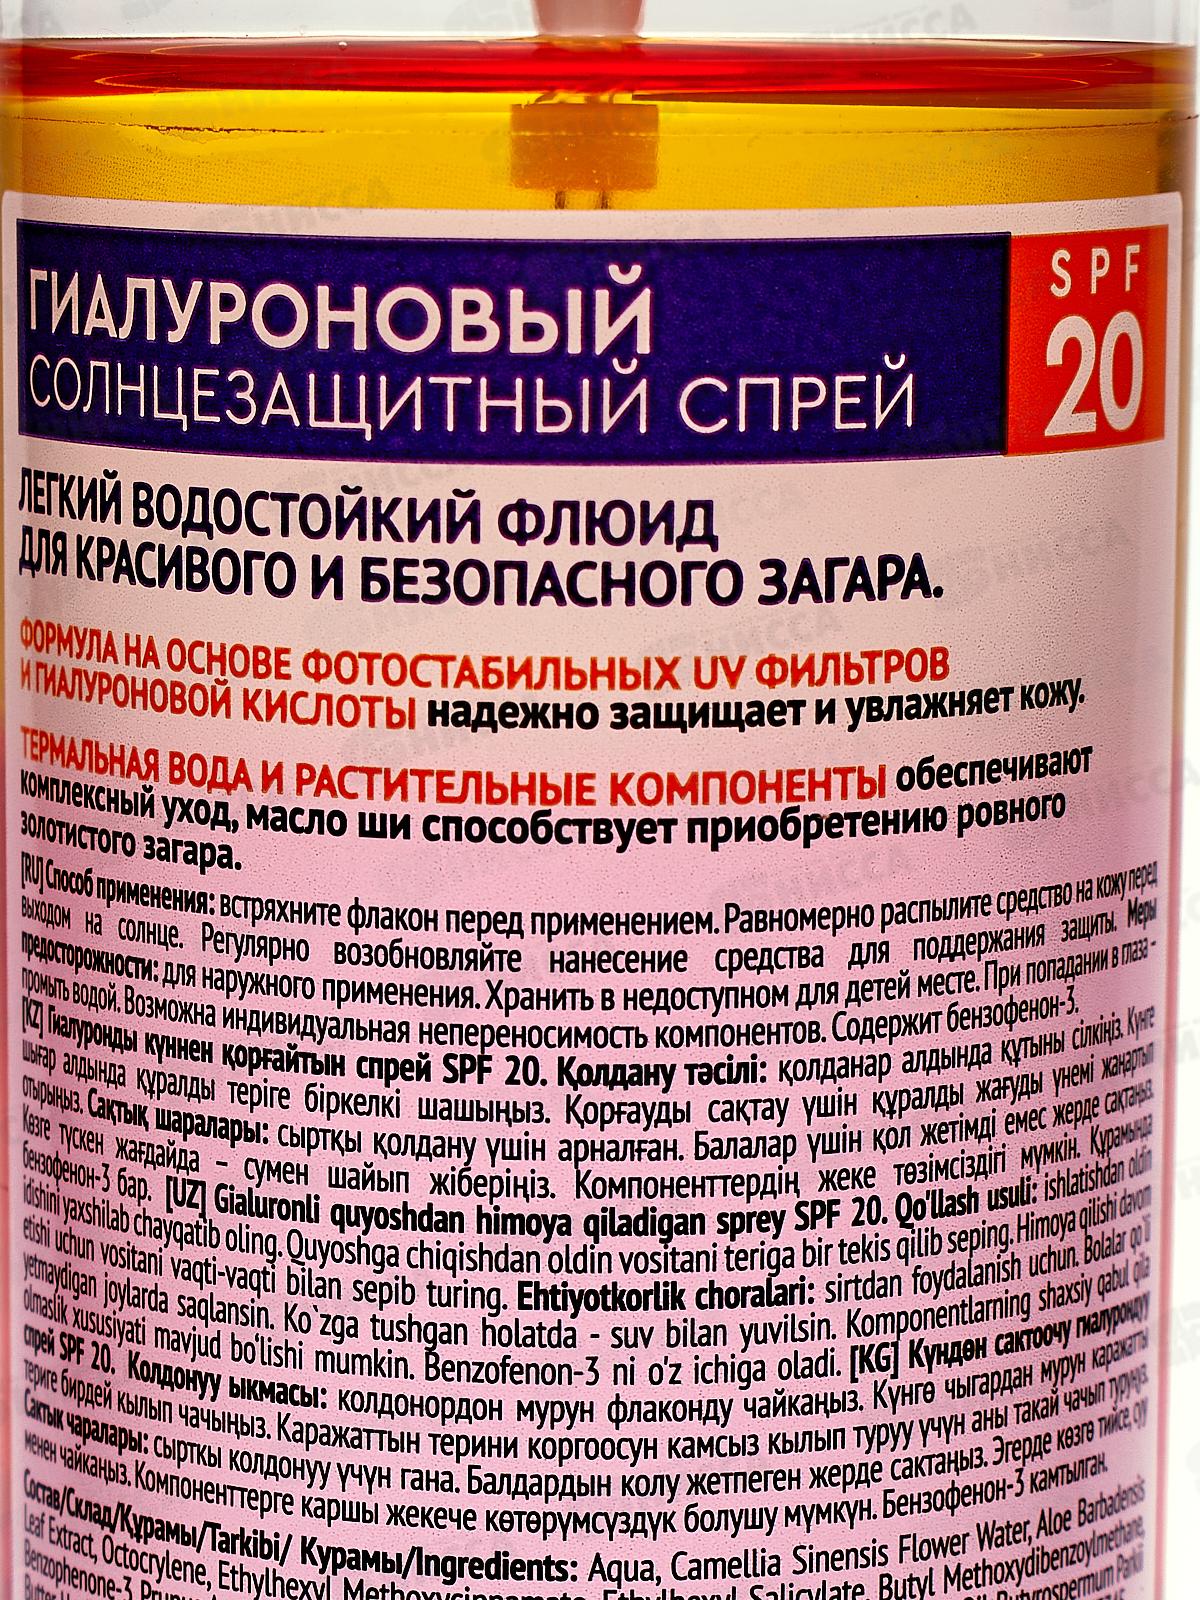 ГИАЛУРОНОВЫЙ
СОЛНЦЕЗАЩИТНЫЙ СПРЕЙ
SPF
20
ЛЕГКИЙ ВОДОСТОЙКИЙ ФЛЮИД
ДЛЯ КРАСИВОГО И БЕЗОПАСНОГО ЗАГАРА.
ФОРМУЛА НА ОСНОВЕ ФОТОСТАБИЛЬНЫХ UV ФИЛЬТРОВ
И ГИАЛУРОНОВОЙ КИСЛОТЫ надежно защищает и увлажняет кожу.
ТЕРМАЛЬНАЯ ВОДА И РАСТИТЕЛЬНЫЕ КОМПОНЕНТЫ обеспечивают
комплексный уход, масло ши способствует приобретению ровного
золотистого загара.
[RU] Способ применения: встряхните флакон перед применением. Равномерно распылите средство на кожу перед
выходом на солнце. Регулярно возобновляйте нанесение средства для поддержания защиты. Меры
предосторожности: для наружного применения. Хранить в недоступном для детей месте. При попадании в глаза –
промыть водой. Возможна индивидуальная непереносимость компонентов. Содержит бензофенон-3.
[KZ] Гиалуронды күннен қорғайтын спрей SPF 20. Қолдану тәсілі: қолданар алдында құтыны сілкіңіз. Күнге
шығар алдында құралды теріге біркелкі шашыңыз. Қорғауды сақтау үшін құралды жағуды үнемі жаңартып
отырыңыз. Сақтық шаралары: сыртқы қолдану үшін арналған. Балалар үшін қол жетімді емес жерде сақтаңыз.
Көзге түскен жағдайда – сумен шайып жіберіңіз. Компоненттердің жеке төзімсіздігі мүмкін. Құрамында
бензофенон-3 бар. [UZ] Gialuronli quyoshdan himoya qiladigan sprey SPF 20. Qo'llash usuli: ishlatishdan oldin
idishini yaxshilab chayqatib oling. Quyoshga chiqishdan oldin vositani teriga bir tekis qilib seping. Himoya qilishi davom
etishi uchun vositani vaqti-vaqti bilan sepib turing. Ehtiyotkorlik choralari: sirtdan foydalanish uchun. Bolalar qo'li
yetmaydigan joylarda saqlansin. Ko`zga tushgan holatda - suv bilan yuvilsin. Komponentlarning shaxsiy qabul qila
olmaslik xususiyati mavjud bo‘lishi mumkin. Benzofenon-3 ni o'z ichiga oladi. [KG] Күндөн сактоочу гиалурондуу
спрей SPF 20. Колдонуу ыкмасы: колдонордон мурун флаконду чайкаңыз. Күнгө чыгардан мурун каражатты
териге бирдей кылып чачыңыз. Каражаттын терини коргоосун камсыз кылып туруу үчүн аны такай чачып туруңуз.
Сактык чаралары: сырткы колдонуу үчүн гана. Балдардын колу жетпеген жерде сактаңыз. Эгерде көзгө тийсе, суу
менен чайкаңыз. Компоненттерге каршы жекече көтөрүмсүздүк болушу мүмкүн. Бензофенон-3 камтылган.
Состав/Склад/Құрамы/Tarkibi/ Курамы/Ingredients: Aqua, Camellia Sinensis Flower Water, Aloe Barbadensis
Leaf Extract, Octocrylene, Ethylhexyl Methoxycinnamate, Ethylhexyl Salicylate, Butyl Methoxydibenzoylmethane,
Benzophenone-3, Butyrospermum Parkii